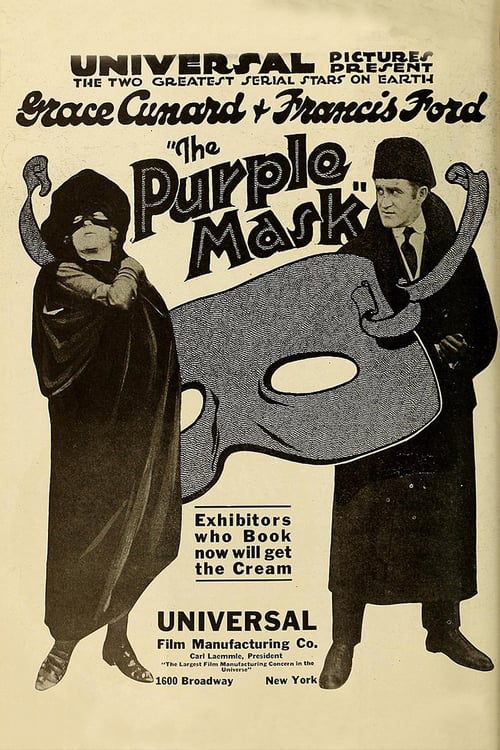 UNIVERSAL PICTURES PRESENT
THE TWO GREATEST SERIAL STARS ON EARTH
Grace Cunard & Francis Ford
"The
Purple
Mask"
Exhibitors
who Book
now will get
the Cream
UNIVERSAL
Film Manufacturing Co.
Carl Laemmle, President
"The Largest Film Manufacturing Concern in the
Universe"
1600 Broadway New York